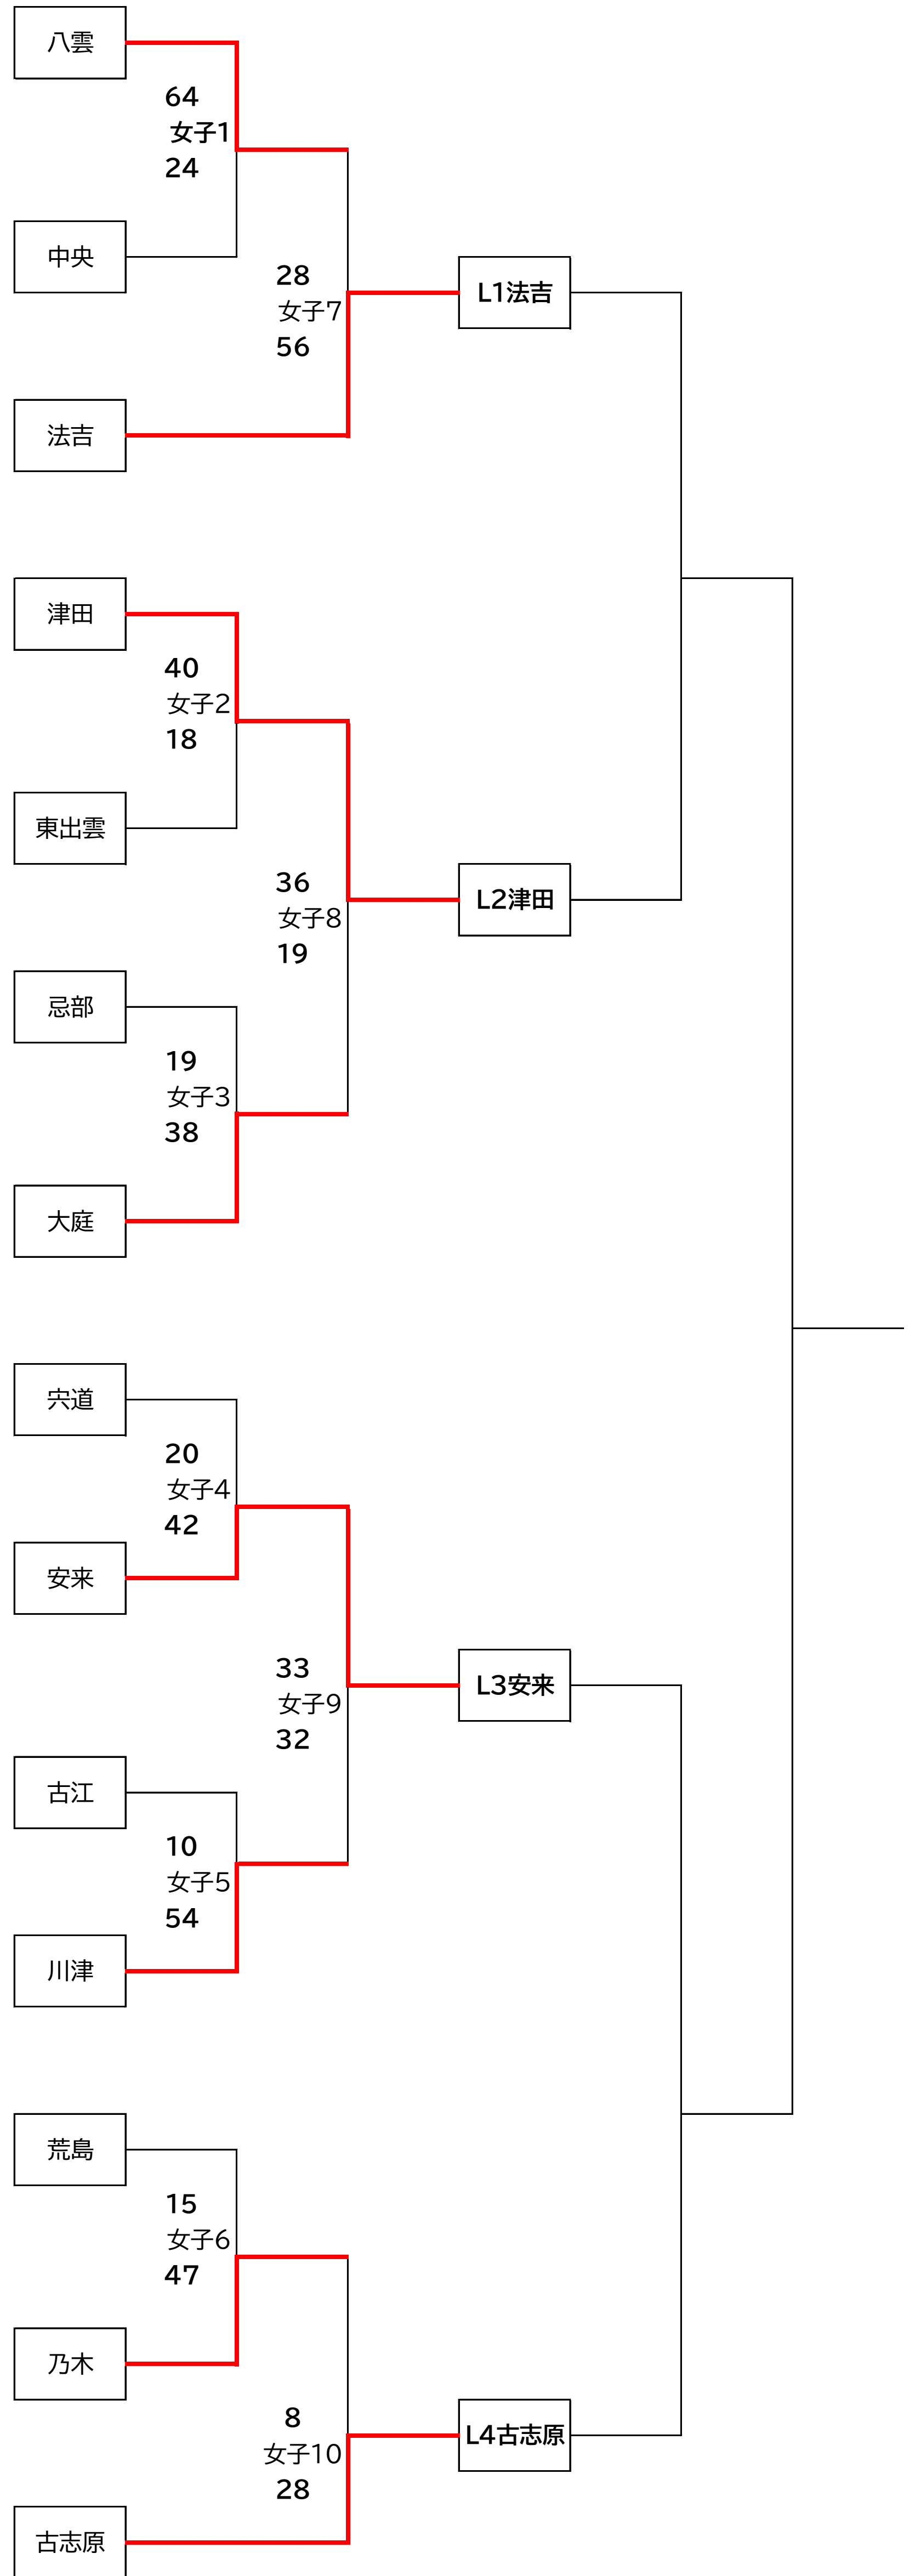 八雲
64
女子1
24
中央
28
女子7
56
L1法吉
法吉
津田
40
女子2
18
東出雲
36
女子8
19
L2津田
忌部
19
女子3
38
大庭
宍道
20
女子4
42
安来
33
女子9
32
L3安来
古江
10
女子5
54
川津
荒島
15
女子6
47
乃木
8
女子10
28
L4古志原
古志原